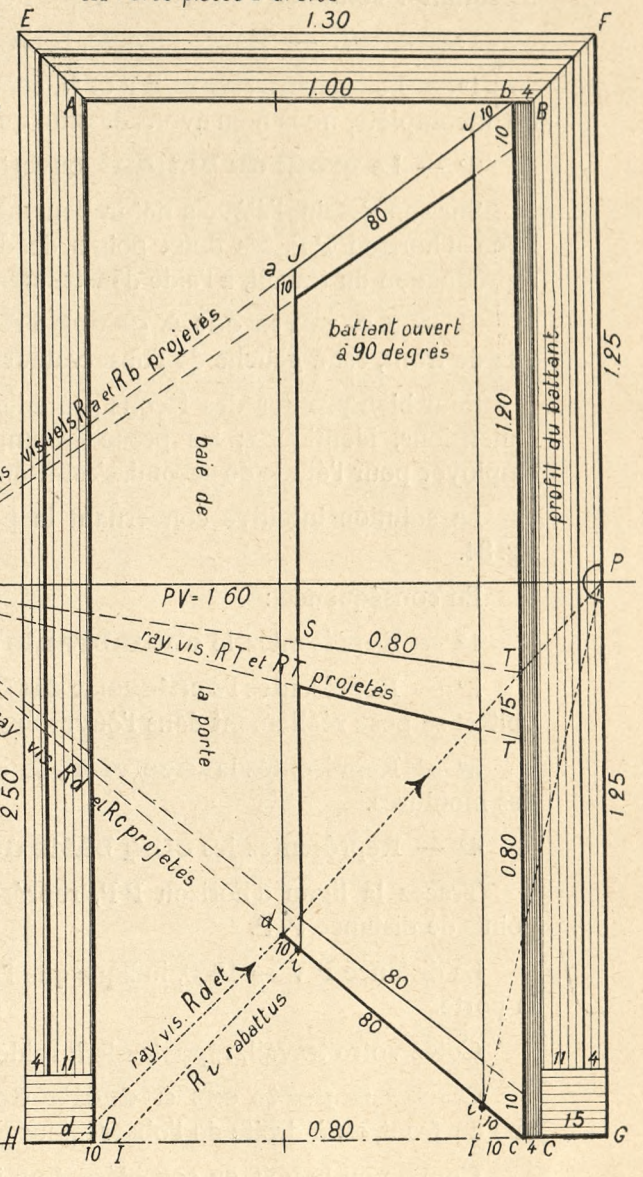 E 1.30 F
A 1.00 b 4 B
J 10 10
80
a J
10
battant ouvert
à 90 dégrés
visuels Ra et Rb projetés
baie de
1.20
profil du battant
1.25
P
PV = 1 60
S 0.80 T
ray. vis. RT et RT projetés
15
T
la porte
ray. vis. Rd et Rc projetés
2.50
1.25
0.80
d
10 i
80
80
ray. vis. Rd et
Ri rabattus
4 11
11 4
i
10
10
15
H d D 0.80 G
10 I I 10 C 4 C